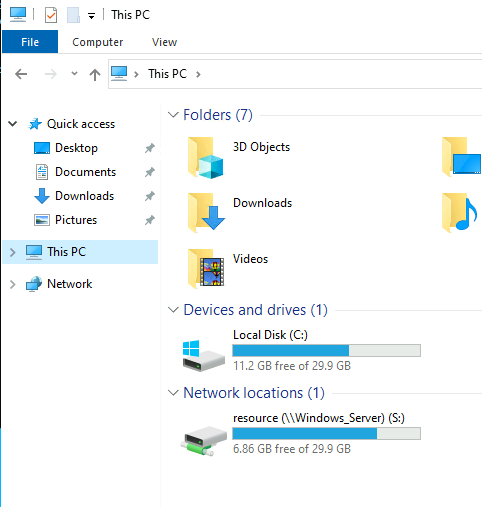 This PC
File
Computer
View
This PC
Quick access
Desktop
Documents
Downloads
Pictures
This PC
Network
Folders (7)
3D Objects
Downloads
Videos
Devices and drives (1)
Local Disk (C:)
11.2 GB free of 29.9 GB
Network locations (1)
resource (\\Windows_Server) (S:)
6.86 GB free of 29.9 GB